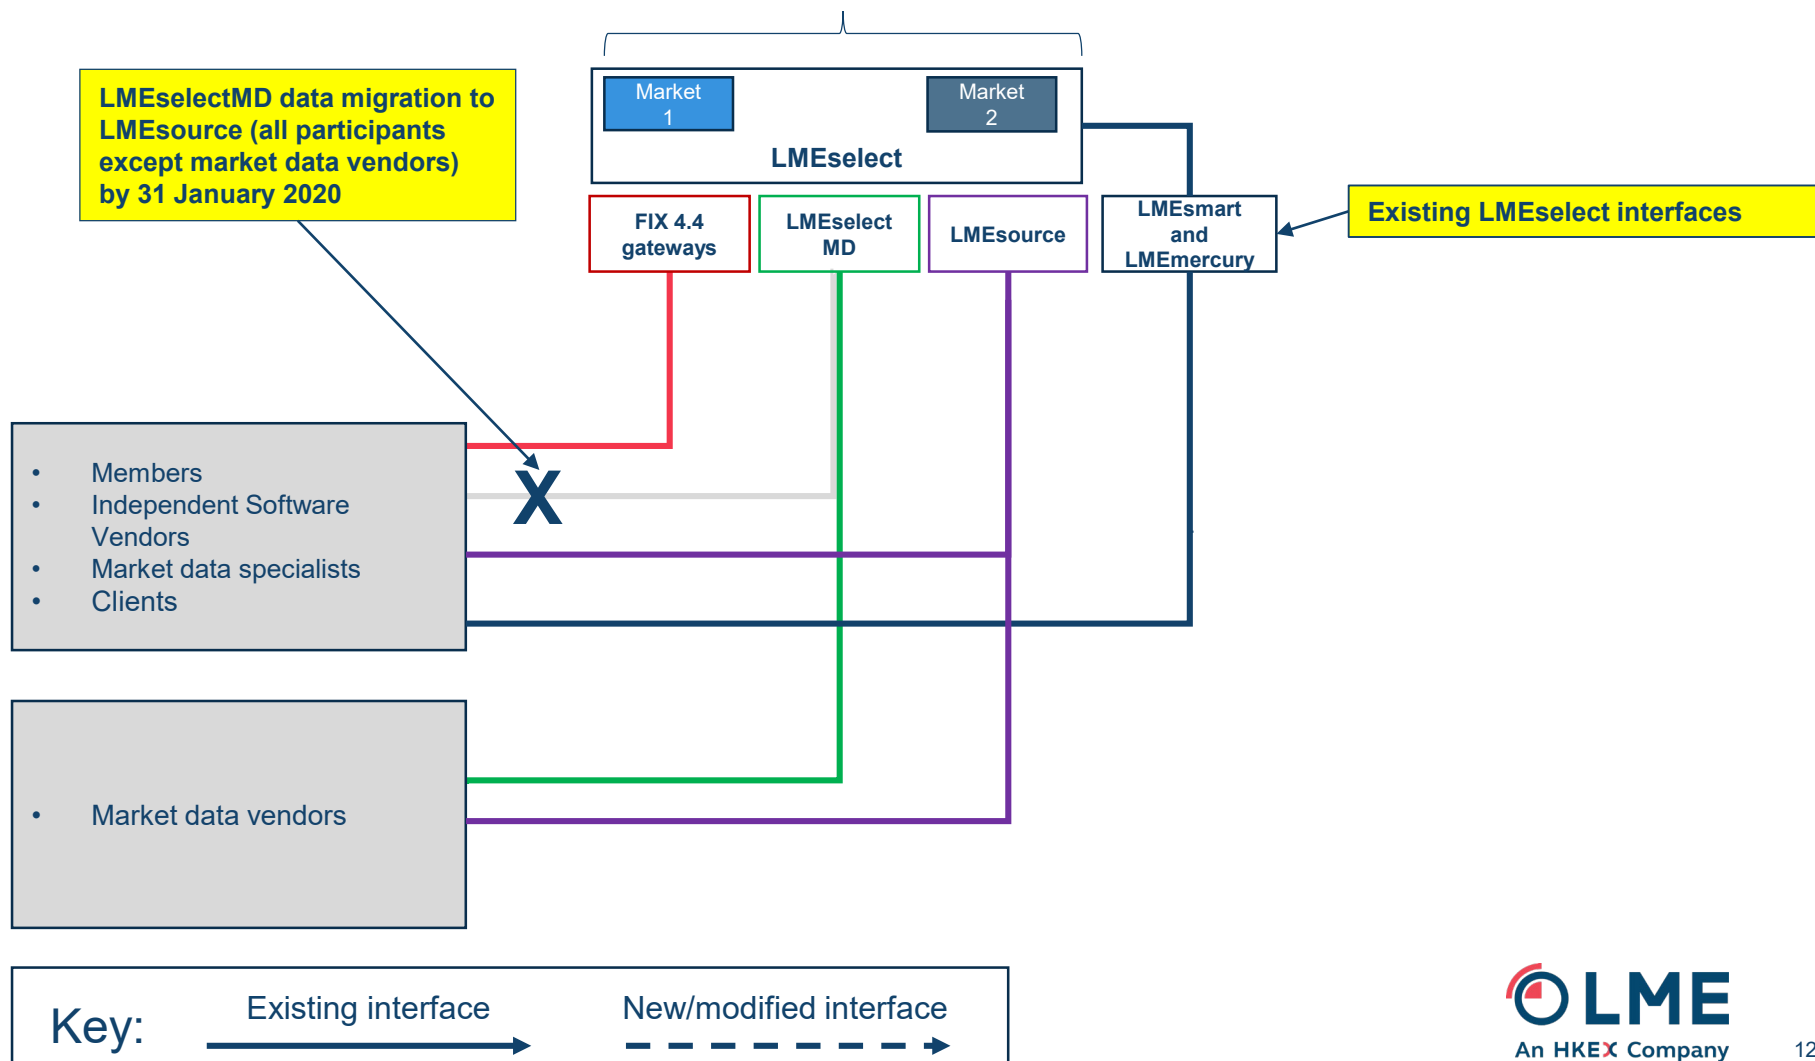 LMEselectMD data migration to
LMEsource (all participants
except market data vendors)
by 31 January 2020
Market
1
Market
2
LMEselect
FIX 4.4
gateways
LMEselect
MD
LMEsource
LMEsmart
and
LMEmercury
Existing LMEselect interfaces
X
• Members
• Independent Software
Vendors
• Market data specialists
• Clients
• Market data vendors
Key:
Existing interface
New/modified interface
LME
An HKEX Company
12